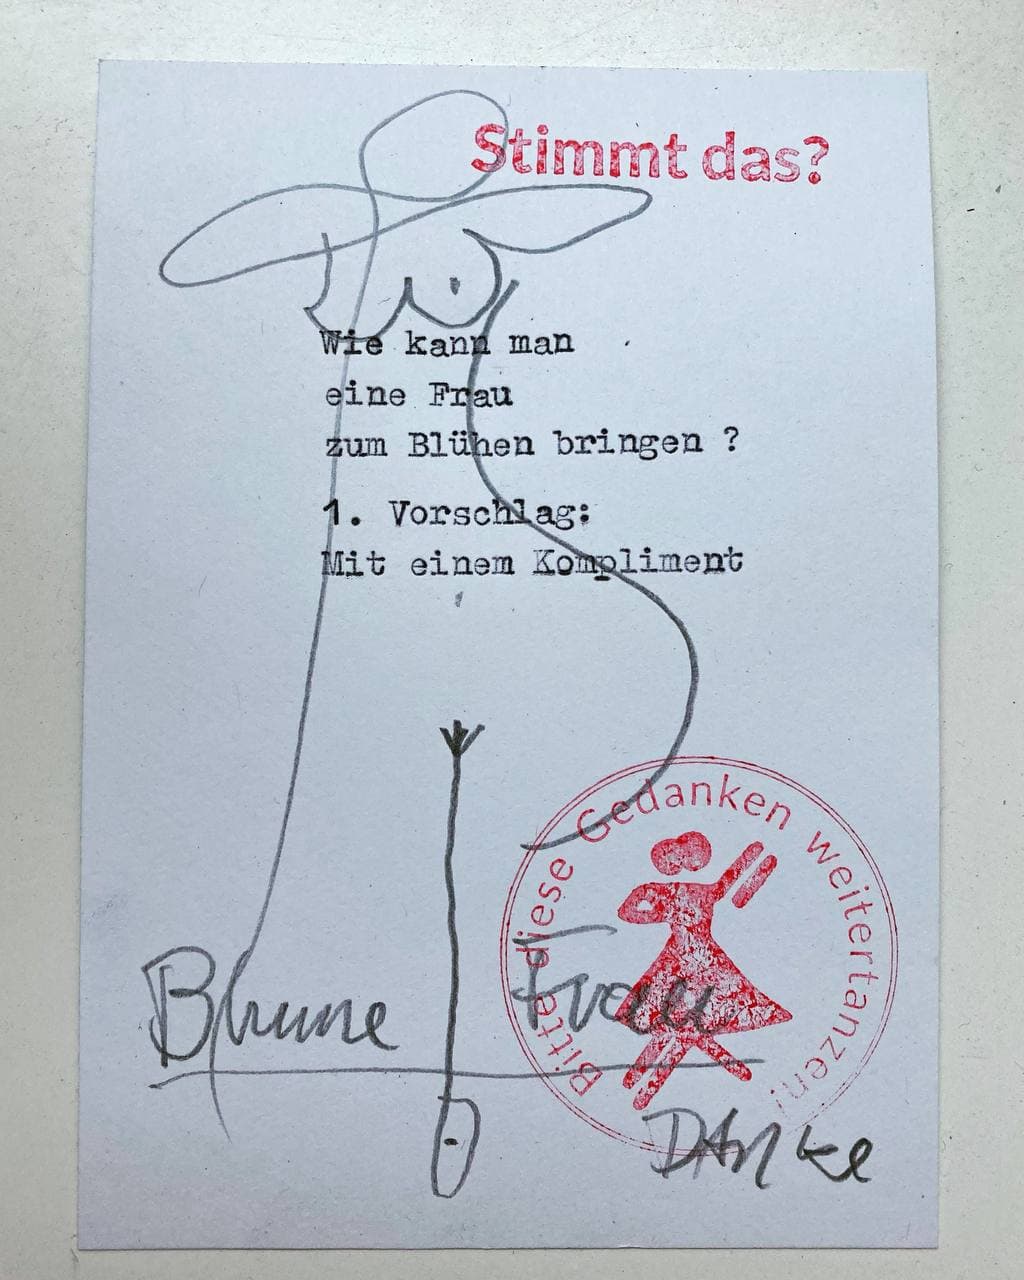 Stimmt das?
Wie kann man
eine Frau
zum Blühen bringen ?
1. Vorschlag:
Mit einem Kompliment
Bitte diese Gedanken weitertanzen!
Blume Frau
DAnke